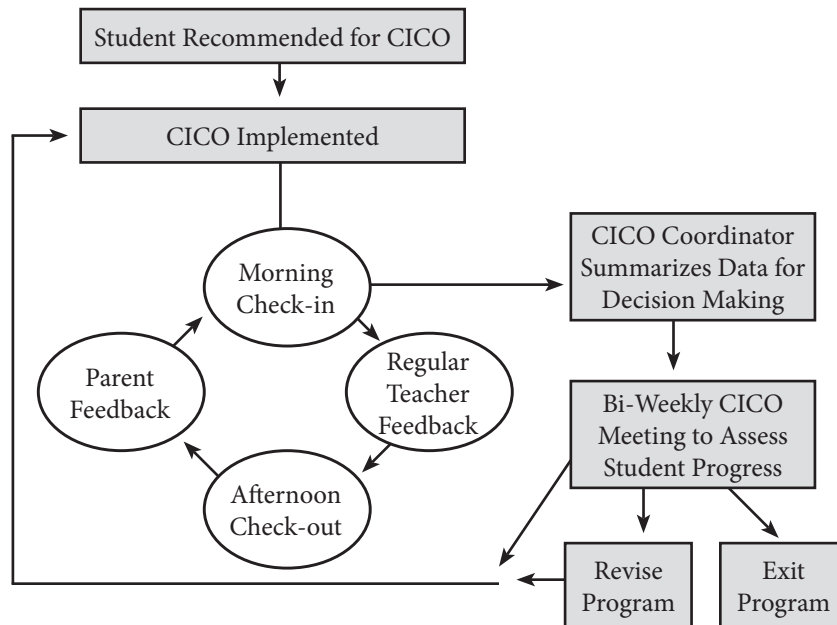 Student Recommended for CICO
CICO Implemented
Morning
Check-in
Regular
Teacher
Feedback
Afternoon
Check-out
Parent
Feedback
CICO Coordinator
Summarizes Data for
Decision Making
Bi-Weekly CICO
Meeting to Assess
Student Progress
Revise
Program
Exit
Program